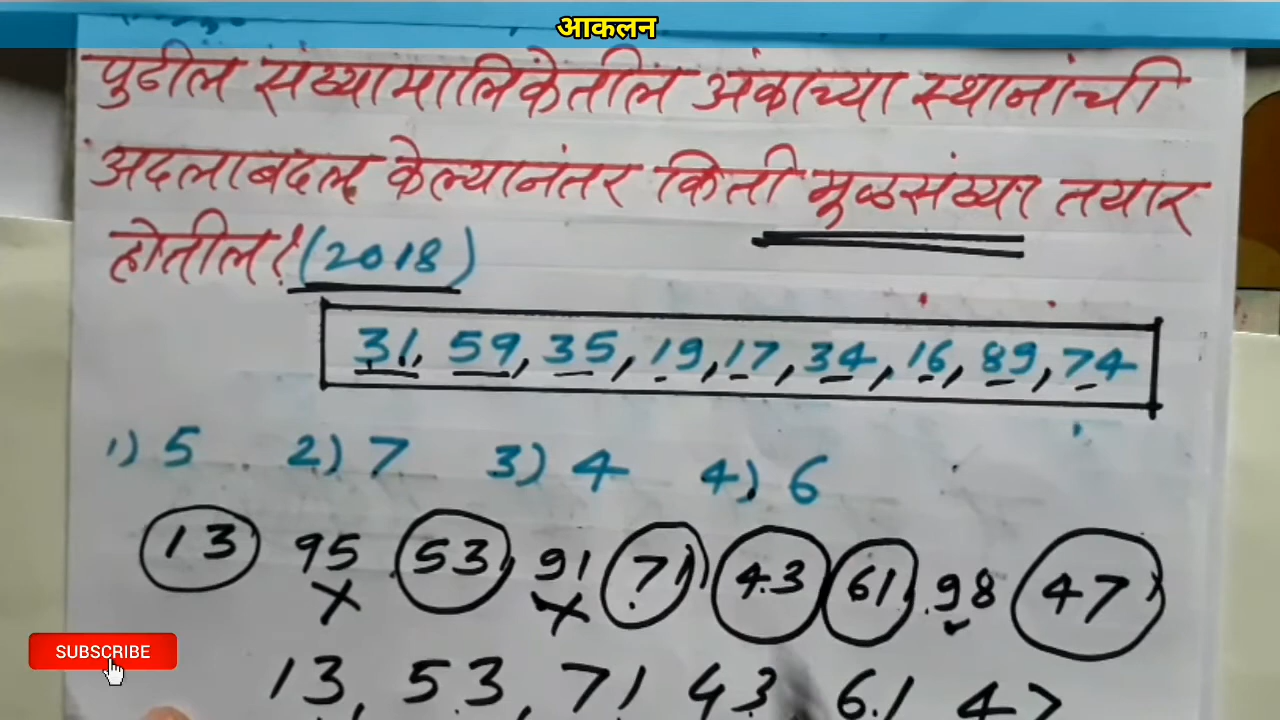 आकलन
पुढील संख्यामालिकेतील अंकाच्या स्थानांची
अदलाबदल केल्यानंतर किती मूळसंख्या तयार
होतील? (2018)
31, 59, 35, 19, 17, 34, 16, 89, 74
1) 5 2) 7 3) 4 4) 6
13 95 53, 91 71 43 61, 98 47
SUBSCRIBE
13, 53, 71 43 61 47